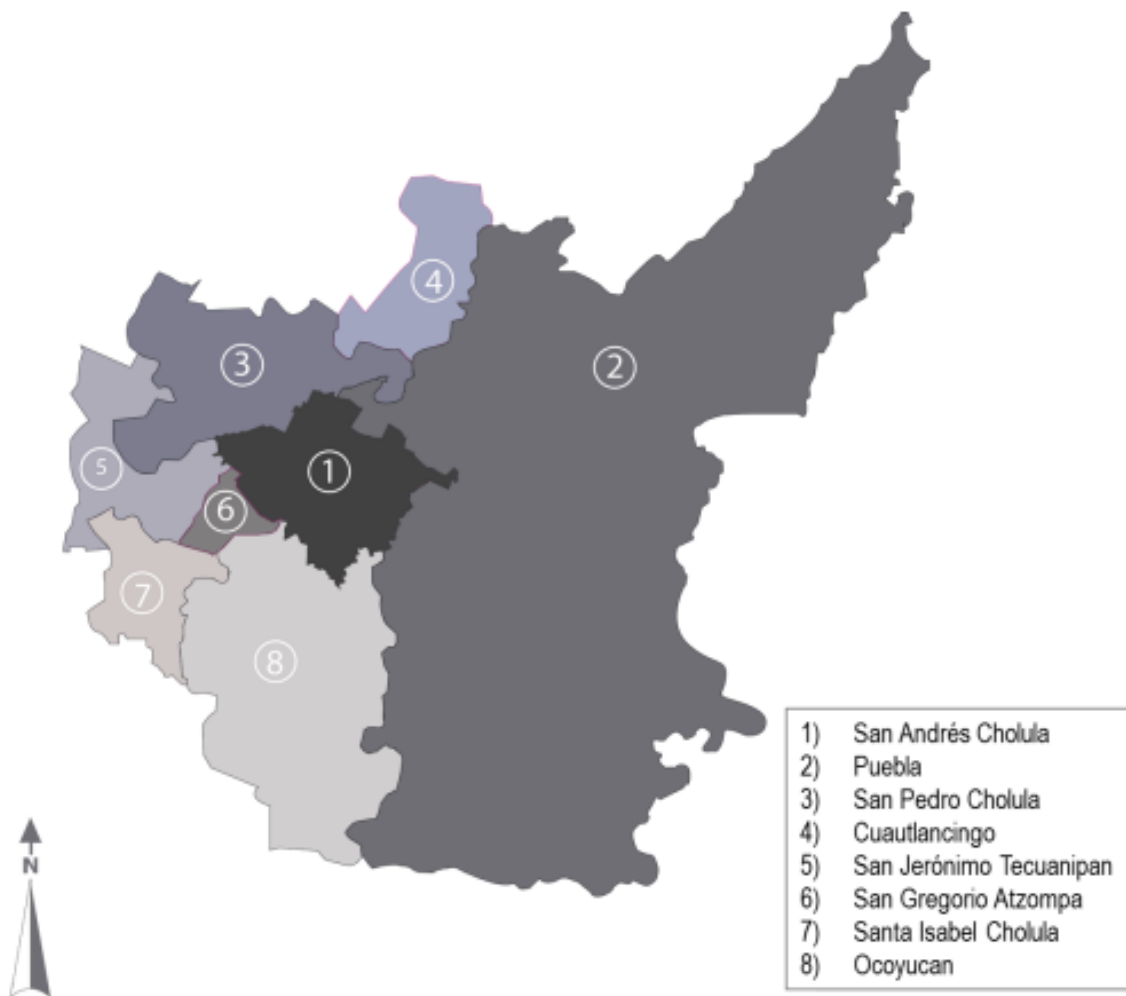 4
3
2
5
1
6
7
8
1) San Andrés Cholula
2) Puebla
3) San Pedro Cholula
4) Cuautlancingo
5) San Jerónimo Tecuanipan
6) San Gregorio Atzompa
7) Santa Isabel Cholula
8) Ocoyucan
N